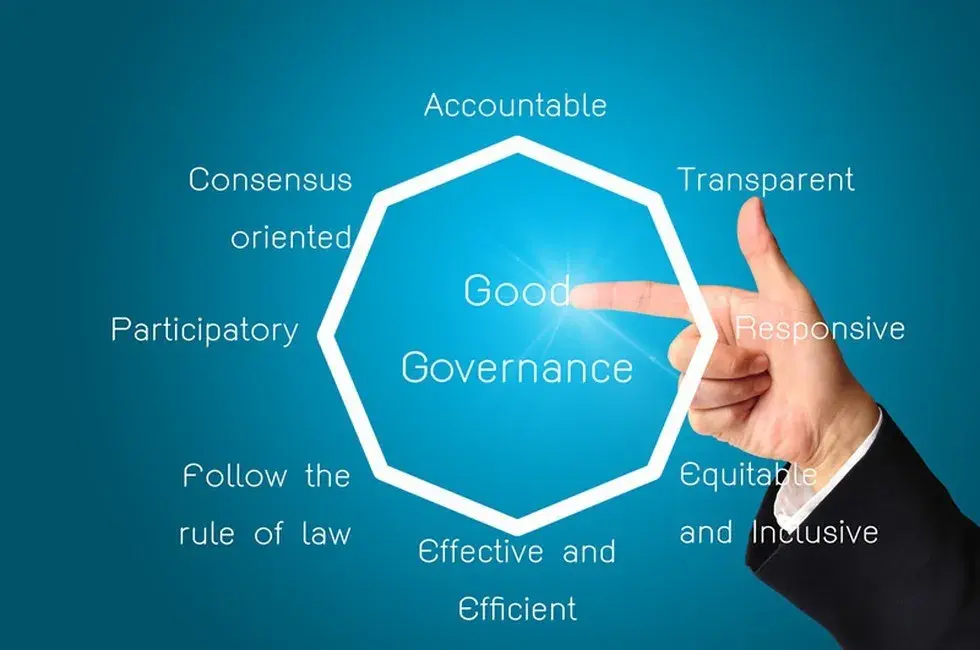 Accountable
Transparent
Responsive
Equitable
and Inclusive
Effective and
Efficient
Follow the
rule of law
Participatory
Consensus
oriented
Good
Governance